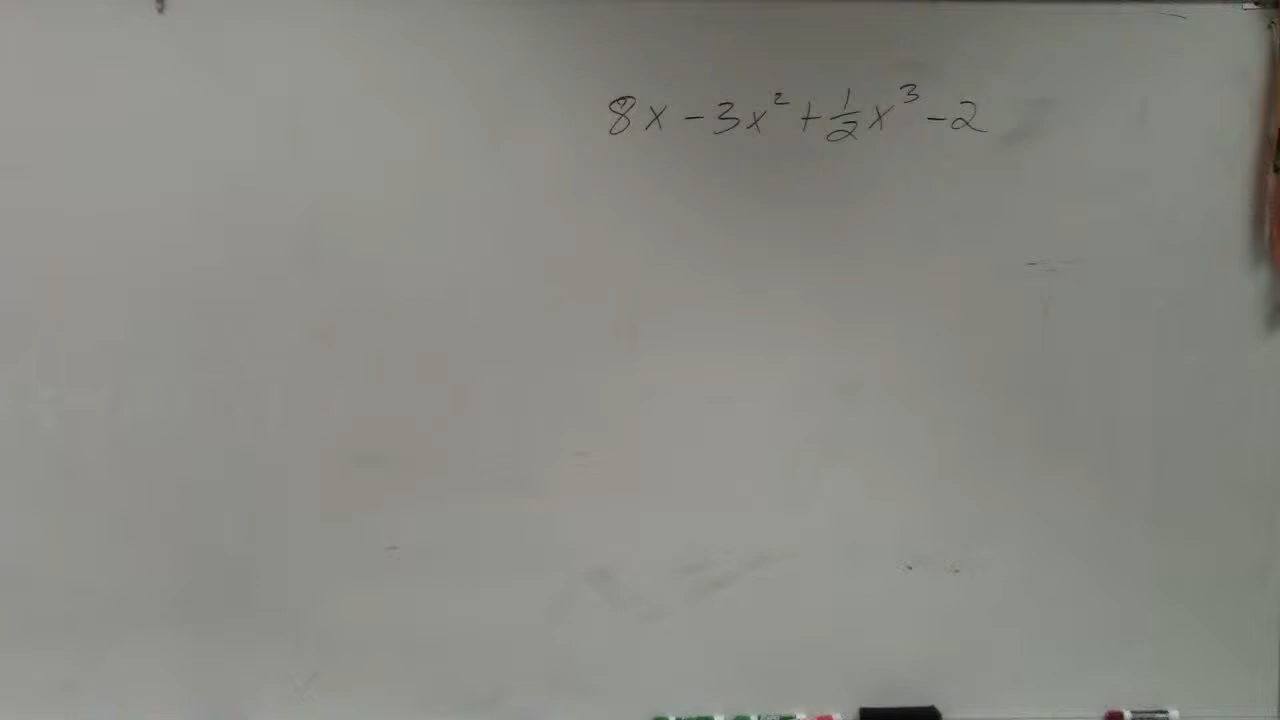 8x - 3x² + ½x³ - 2